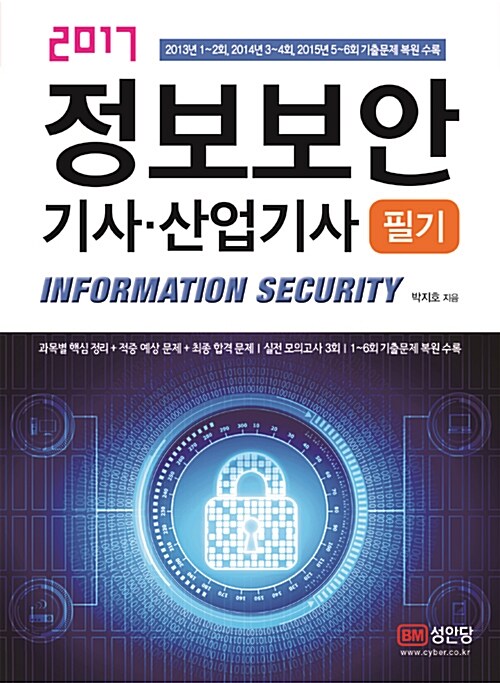 2017
2013년 1~2회, 2014년 3~4회, 2015년 5~6회 기출문제 복원 수록
정보보안
기사·산업기사 필기
INFORMATION SECURITY 박지호 지음
과목별 핵심 정리 + 적중 예상 문제 + 최종 합격 문제 | 실전 모의고사 3회 | 1~6회 기출문제 복원 수록
BM 성안당
www.cyber.co.kr